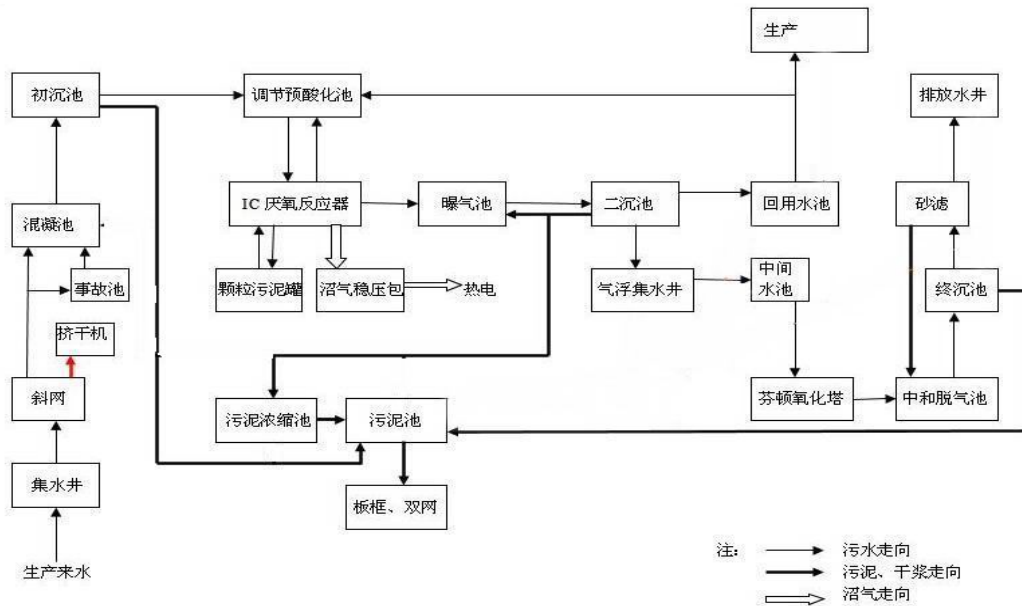 生产
初沉池
调节预酸化池
排放水井
混凝池
IC 厌氧反应器
曝气池
二沉池
回用水池
砂滤
事故池
颗粒污泥罐
沼气稳压包
热电
气浮集水井
中间
水池
终沉池
挤干机
斜网
污泥浓缩池
污泥池
芬顿氧化塔
中和脱气池
集水井
板框、双网
生产来水
注：
污水走向
污泥、干浆走向
沼气走向